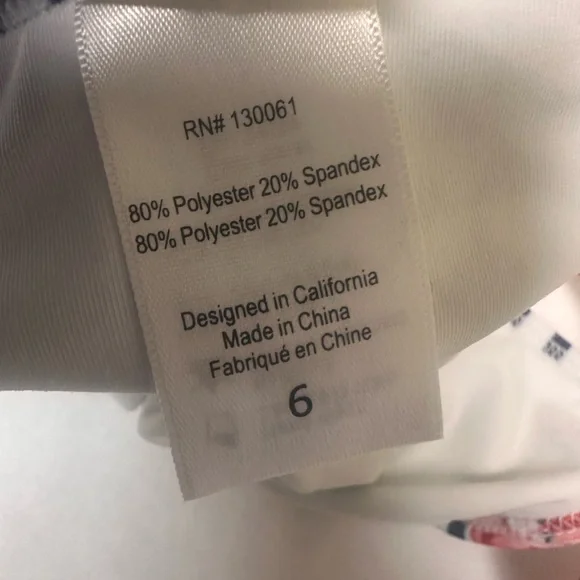 RN# 130061
80% Polyester 20% Spandex
80% Polyester 20% Spandex
Designed in California
Made in China
Fabriqué en Chine
6